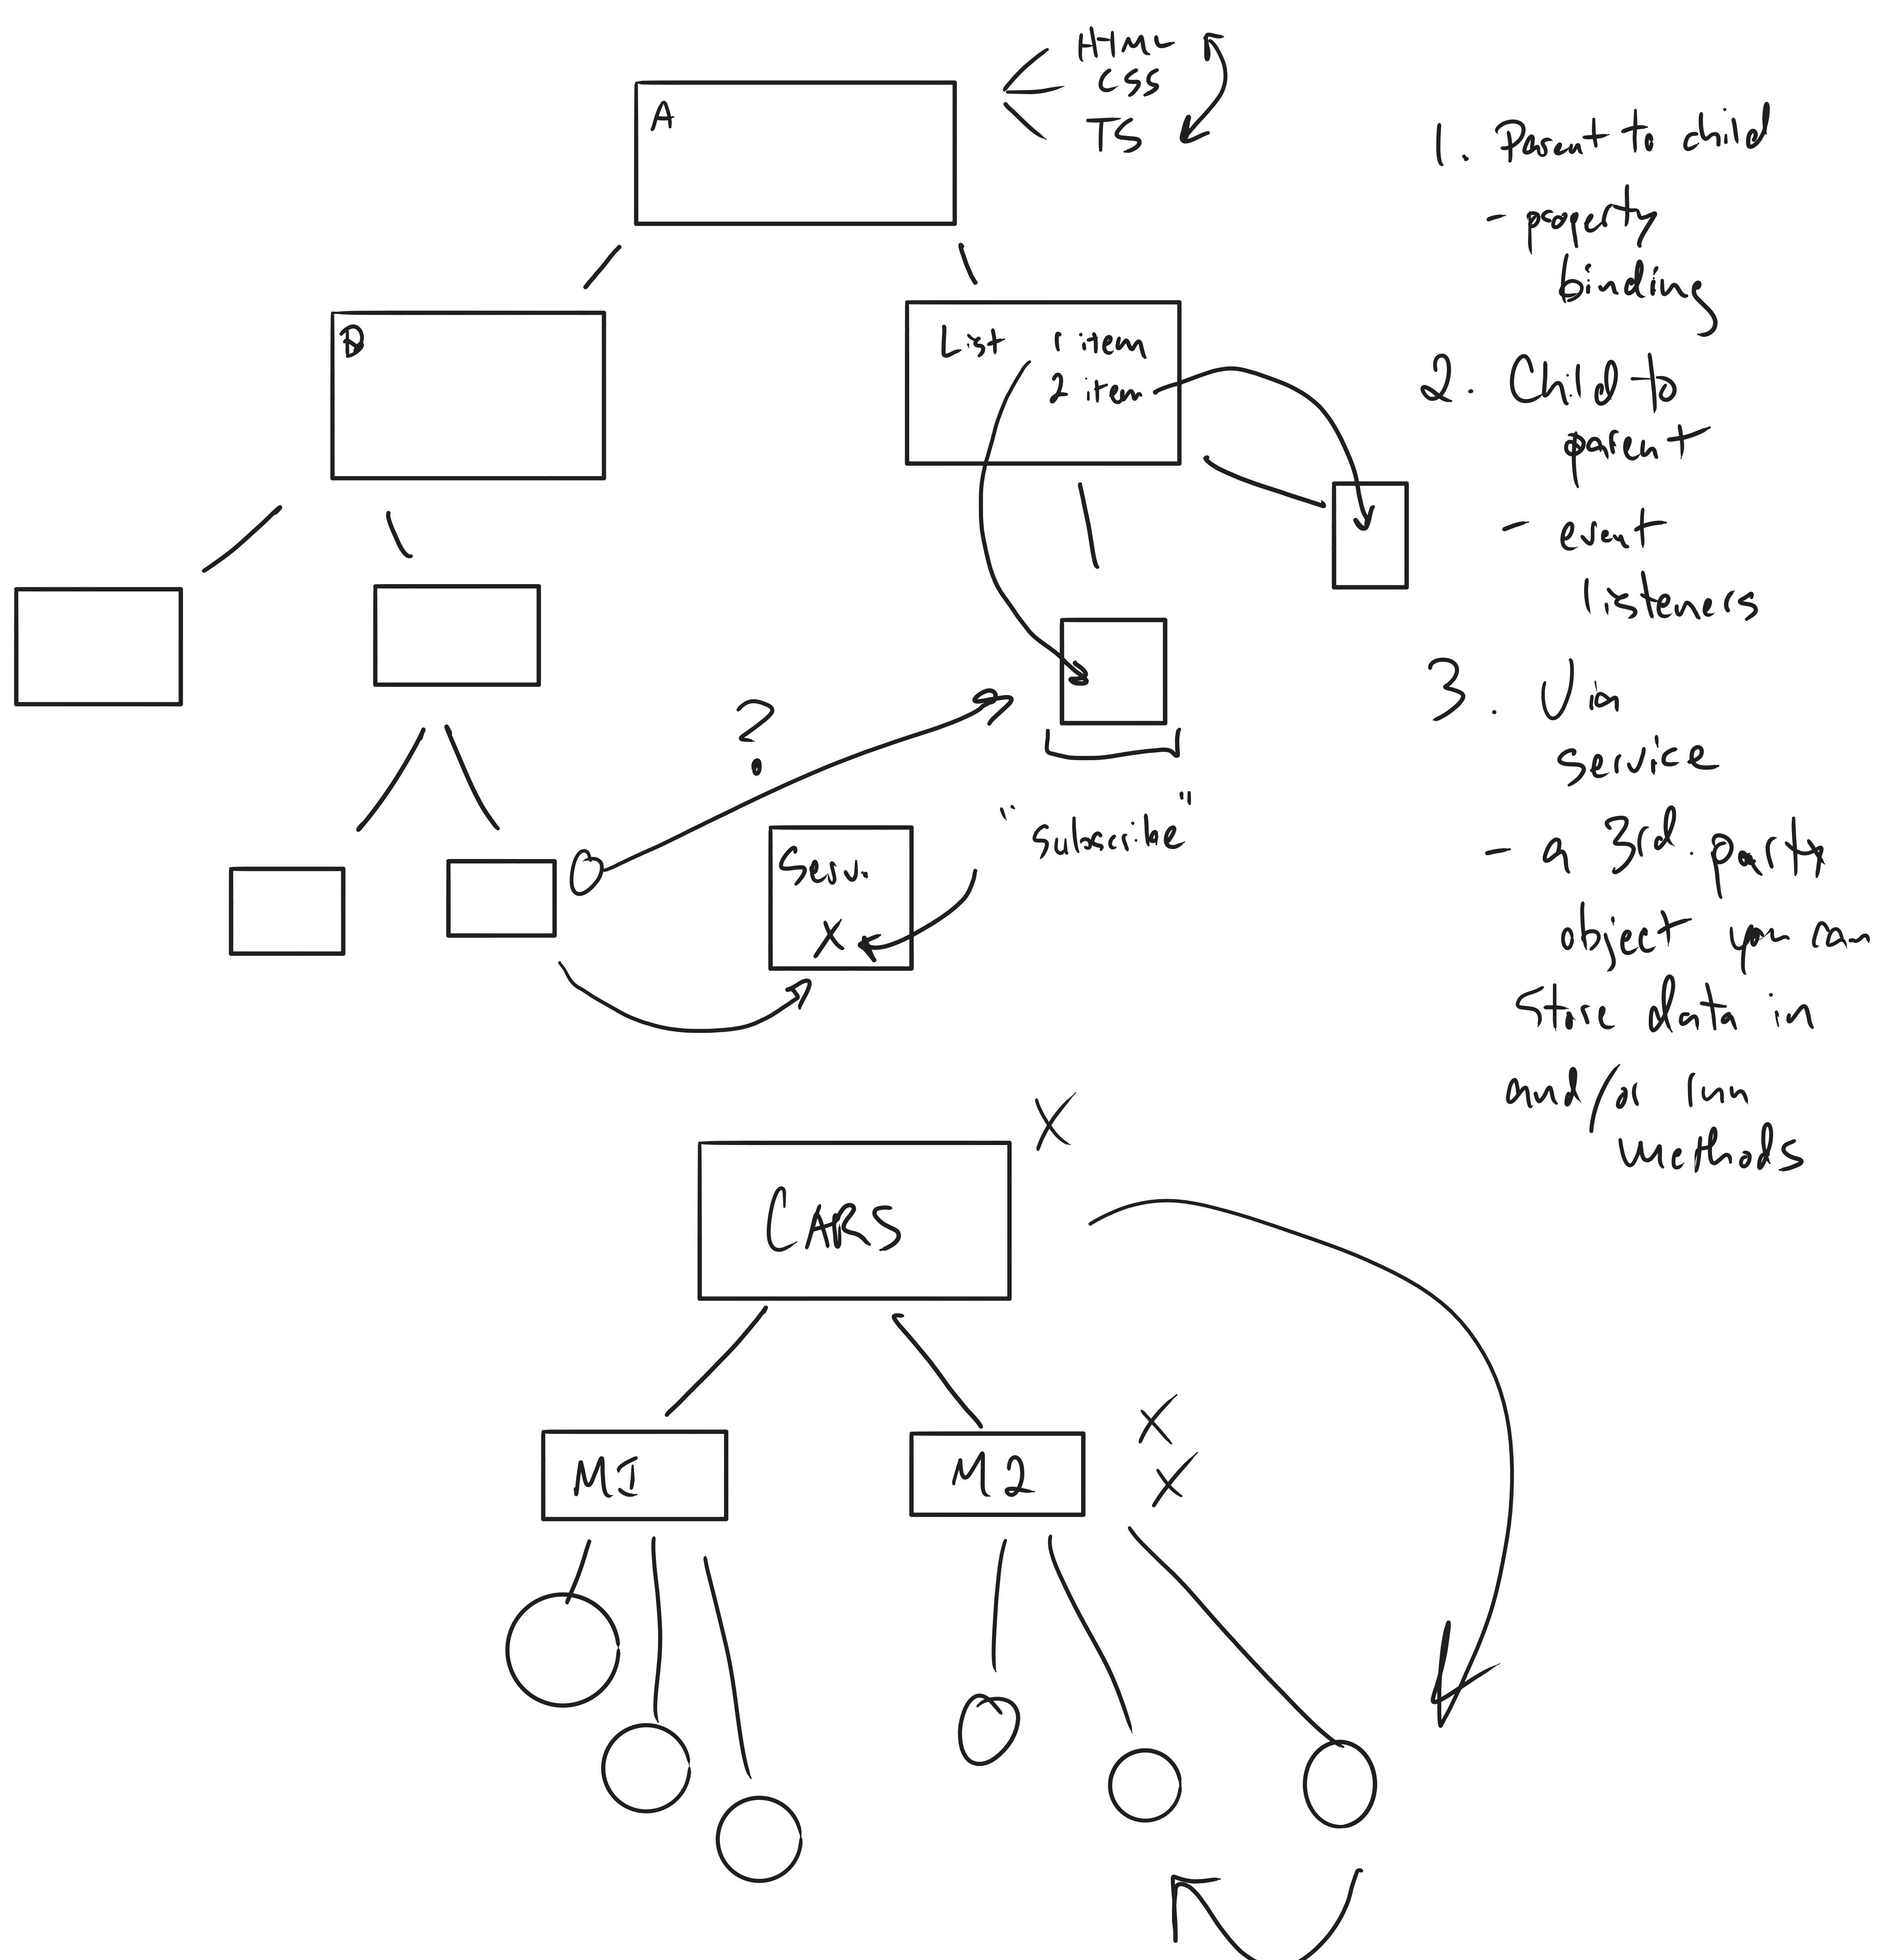 HTML
CSS
TS
A
B
List 1 item
2 item
?
Serv.
X
"subscribe"
1. Parent to child
- property
binding
2. Child to
parent
- event
listeners
3. Via
service
- a 3rd party
object you can
store data in
and/or run
methods
X
CARS
M1
M2
X
X